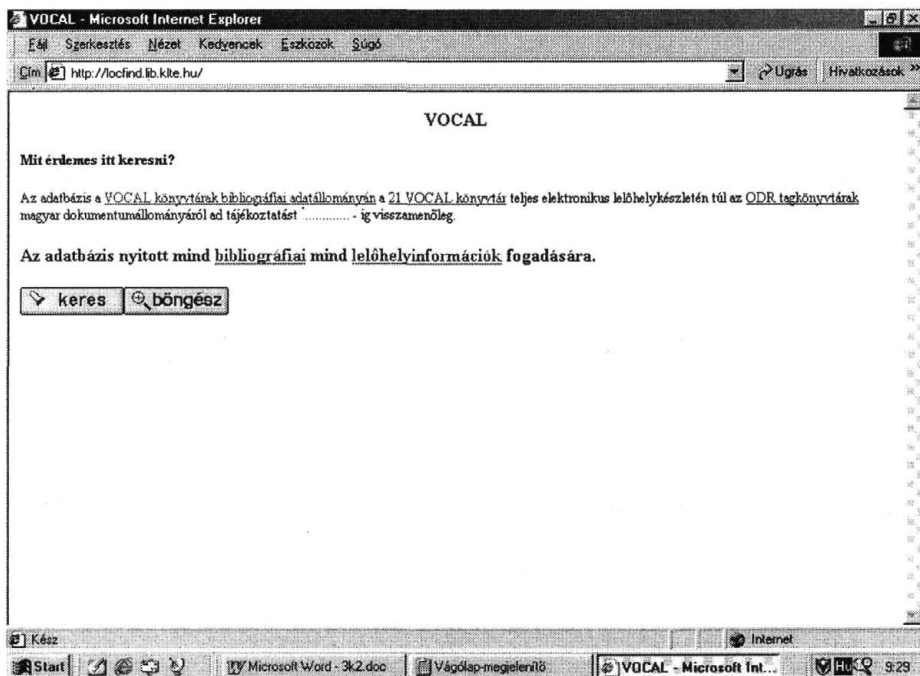 VOCAL - Microsoft Internet Explorer
Fájl Szerkesztés Nézet Kedvencek Eszközök Súgó
Cím http://locfind.lib.klte.hu/ Ugrás Hivatkozások »
VOCAL
Mit érdemes itt keresni?
Az adatbázis a VOCAL könyvtárak bibliográfiai adatállományán a 21 VOCAL könyvtár teljes elektronikus lelôhelykészletén túl az ODR tagkönyvtárak
magyar dokumentumállományáról ad tájékoztatást ............. - ig visszamenőleg.
Az adatbázis nyitott mind bibliográfiai mind lelôhelyinformációk fogadására.
keres böngész
Kész Internet
Start Microsoft Word - 3k2.doc Vágólap-megjelenítő VOCAL - Microsoft Int... Hu 9:29